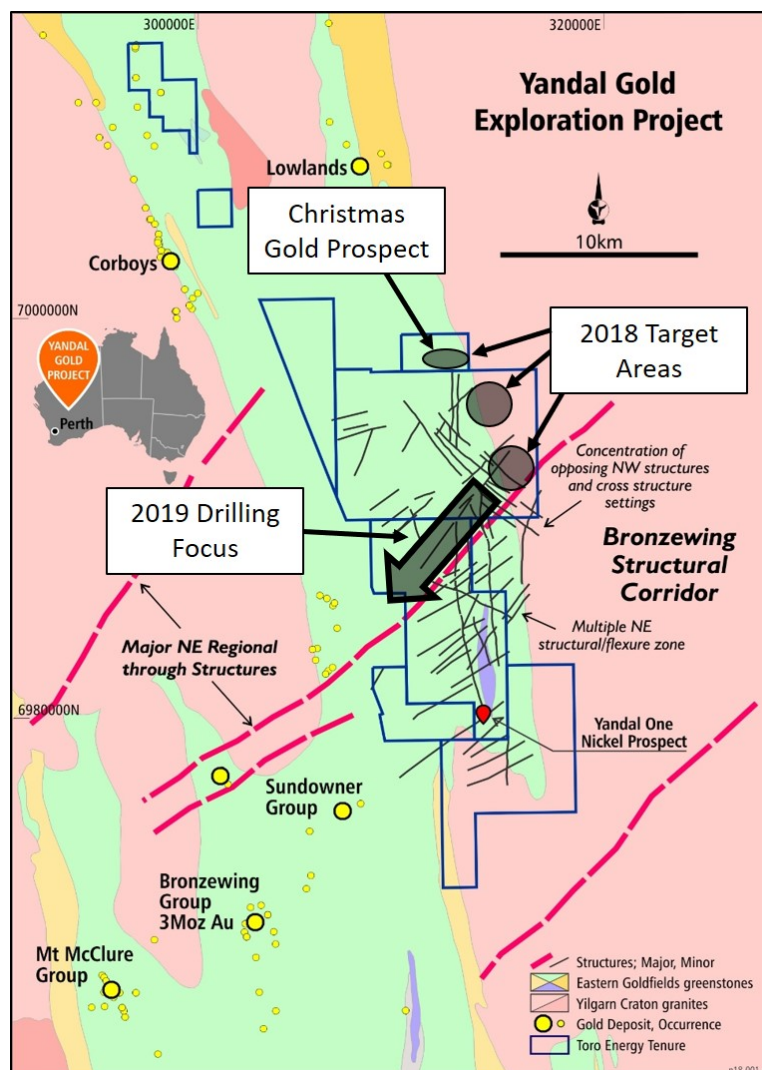 300000E
320000E
Yandal Gold
Exploration Project
Lowlands
Christmas
Gold Prospect
10km
Corboys
7000000N
2018 Target
Areas
YANDAL
GOLD
PROJECT
Perth
Concentration of
opposing NW structures
and cross structure
settings
2019 Drilling
Focus
Bronzewing
Structural
Corridor
Multiple NE
structural/flexure zone
Major NE Regional
through Structures
6980000N
Yandal One
Nickel Prospect
Sundowner
Group
Bronzewing
Group
3Moz Au
Mt McClure
Group
Structures; Major, Minor
Eastern Goldfields greenstones
Yilgarn Craton granites
Gold Deposit, Occurrence
Toro Energy Tenure